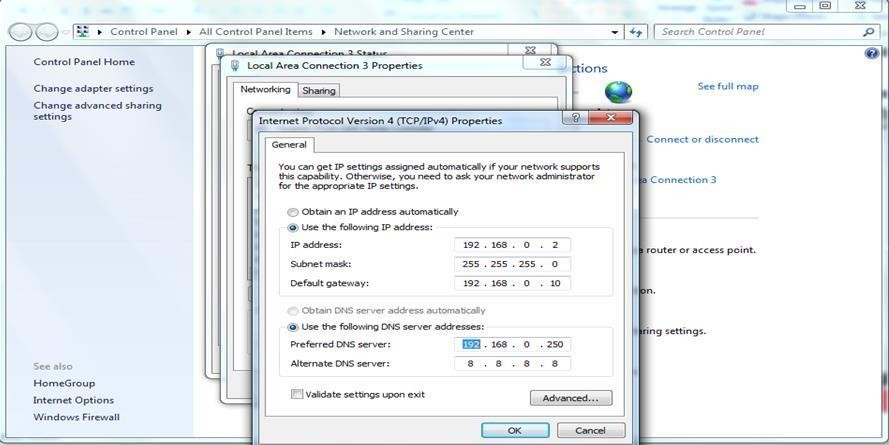 Control Panel ▸ All Control Panel Items ▸ Network and Sharing Center
Search Control Panel
Control Panel Home
Change adapter settings
Change advanced sharing
settings
See also
HomeGroup
Internet Options
Windows Firewall
Local Area Connection 3 Status
Local Area Connection 3 Properties
Networking
Sharing
See full map
Connect or disconnect
Connection 3
a router or access point.
settings.
Internet Protocol Version 4 (TCP/IPv4) Properties
General
You can get IP settings assigned automatically if your network supports
this capability. Otherwise, you need to ask your network administrator
for the appropriate IP settings.
Obtain an IP address automatically
Use the following IP address:
IP address: 192 . 168 . 0 . 2
Subnet mask: 255 . 255 . 255 . 0
Default gateway: 192 . 168 . 0 . 10
Obtain DNS server address automatically
Use the following DNS server addresses:
Preferred DNS server: 192 . 168 . 0 . 250
Alternate DNS server: 8 . 8 . 8 . 8
Validate settings upon exit
Advanced...
OK
Cancel